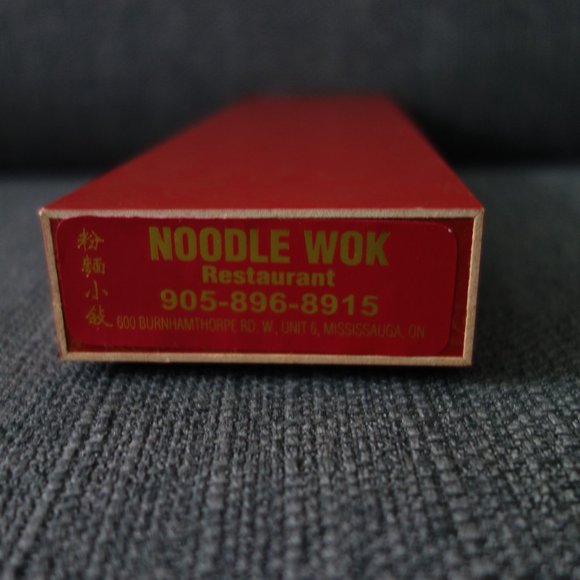 粉麵小敍
NOODLE WOK
Restaurant
905-896-8915
600 BURNHAMTHORPE RD. W., UNIT 6, MISSISSAUGA, ON